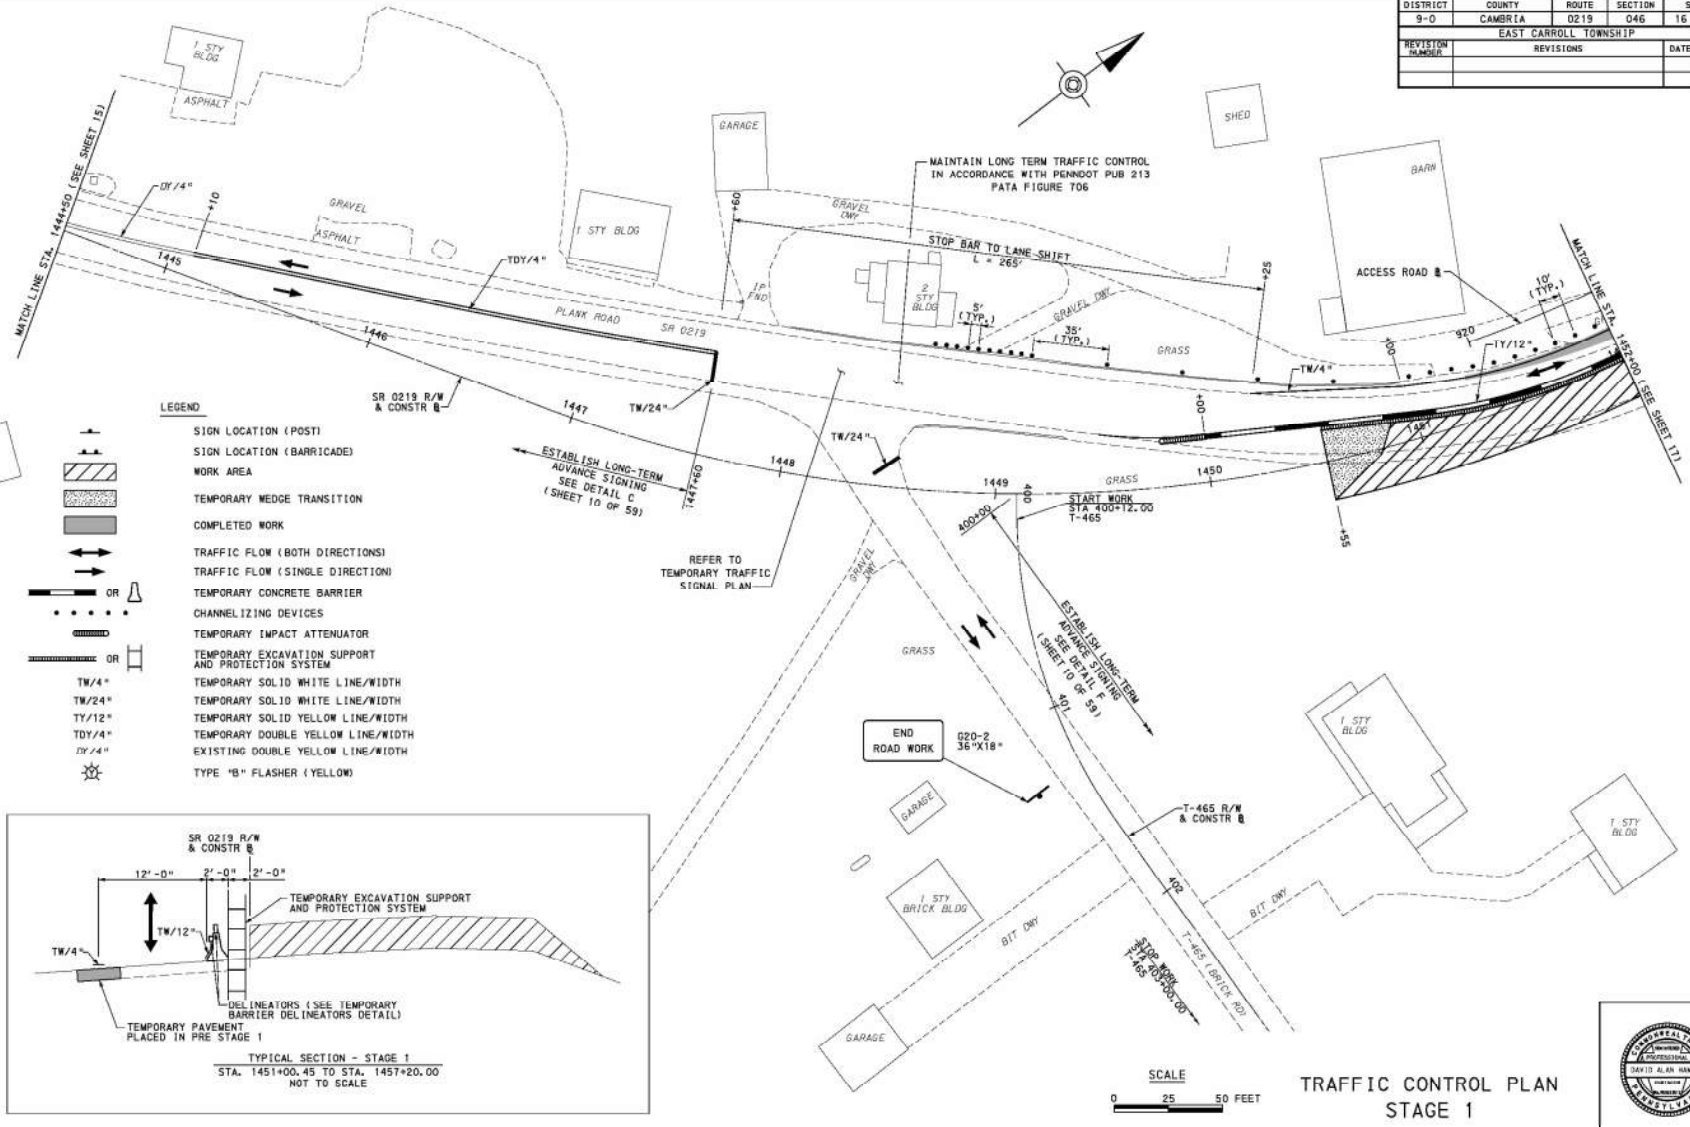 DISTRICT COUNTY ROUTE SECTION
9-0 CAMBRIA 0219 046 16
EAST CARROLL TOWNSHIP
REVISION NUMBER REVISIONS DATE
1 STY
BLDG
ASPHALT
MATCH LINE STA. 1444+50 (SEE SHEET 15)
DY/4"
+10
GRAVEL
ASPHALT
1445
1446
TDY/4"
1 STY BLDG
GARAGE
+60
IP
FND
PLANK ROAD SR 0219
GRAVEL
DWY
MAINTAIN LONG TERM TRAFFIC CONTROL
IN ACCORDANCE WITH PENNDOT PUB 213
PATA FIGURE 706
STOP BAR TO LANE SHIFT
L = 265'
2
STY
BLDG
5'
(TYP.)
GRAVEL DWY
35'
(TYP.)
GRASS
+25
SHED
BARN
ACCESS ROAD B
10'
(TYP.)
920
+00
TY/12"
TW/4"
MATCH LINE STA. 1452+00 (SEE SHEET 17)
SR 0219 R/W
& CONSTR B
TW/24"
1447
ESTABLISH LONG-TERM
ADVANCE SIGNING
SEE DETAIL C
(SHEET 10 OF 59)
1447+60
1448
TW/24"
+00
1449
400
GRASS
1450
1451
+55
400+00
START WORK
STA 400+12.00
T-465
REFER TO
TEMPORARY TRAFFIC
SIGNAL PLAN
GRAVEL
DWY
GRASS
ESTABLISH LONG-TERM
ADVANCE SIGNING
SEE DETAIL F
(SHEET 10 OF 59)
401
END
ROAD WORK
G20-2
36"X18"
GARAGE
T-465 R/W
& CONSTR B
1 STY
BLDG
1 STY
BLDG
1 STY
BRICK BLDG
402
BIT DWY
BIT DWY
T-465 (BRICK RD)
STOP WORK
STA 403+00.00
T-465
GARAGE
LEGEND
SIGN LOCATION (POST)
SIGN LOCATION (BARRICADE)
WORK AREA
TEMPORARY WEDGE TRANSITION
COMPLETED WORK
TRAFFIC FLOW (BOTH DIRECTIONS)
TRAFFIC FLOW (SINGLE DIRECTION)
OR TEMPORARY CONCRETE BARRIER
CHANNELIZING DEVICES
TEMPORARY IMPACT ATTENUATOR
OR TEMPORARY EXCAVATION SUPPORT
AND PROTECTION SYSTEM
TW/4" TEMPORARY SOLID WHITE LINE/WIDTH
TW/24" TEMPORARY SOLID WHITE LINE/WIDTH
TY/12" TEMPORARY SOLID YELLOW LINE/WIDTH
TDY/4" TEMPORARY DOUBLE YELLOW LINE/WIDTH
DY/4" EXISTING DOUBLE YELLOW LINE/WIDTH
TYPE "B" FLASHER (YELLOW)
SR 0219 R/W
& CONSTR B
12'-0" 2'-0" 2'-0"
TEMPORARY EXCAVATION SUPPORT
AND PROTECTION SYSTEM
TW/12"
TW/4"
DELINEATORS (SEE TEMPORARY
BARRIER DELINEATORS DETAIL)
TEMPORARY PAVEMENT
PLACED IN PRE STAGE 1
TYPICAL SECTION - STAGE 1
STA. 1451+00.45 TO STA. 1457+20.00
NOT TO SCALE
SCALE
0 25 50 FEET
TRAFFIC CONTROL PLAN
STAGE 1
COMMONWEALTH
PROFESSIONAL
DAVID ALAN
PENNSYLVA